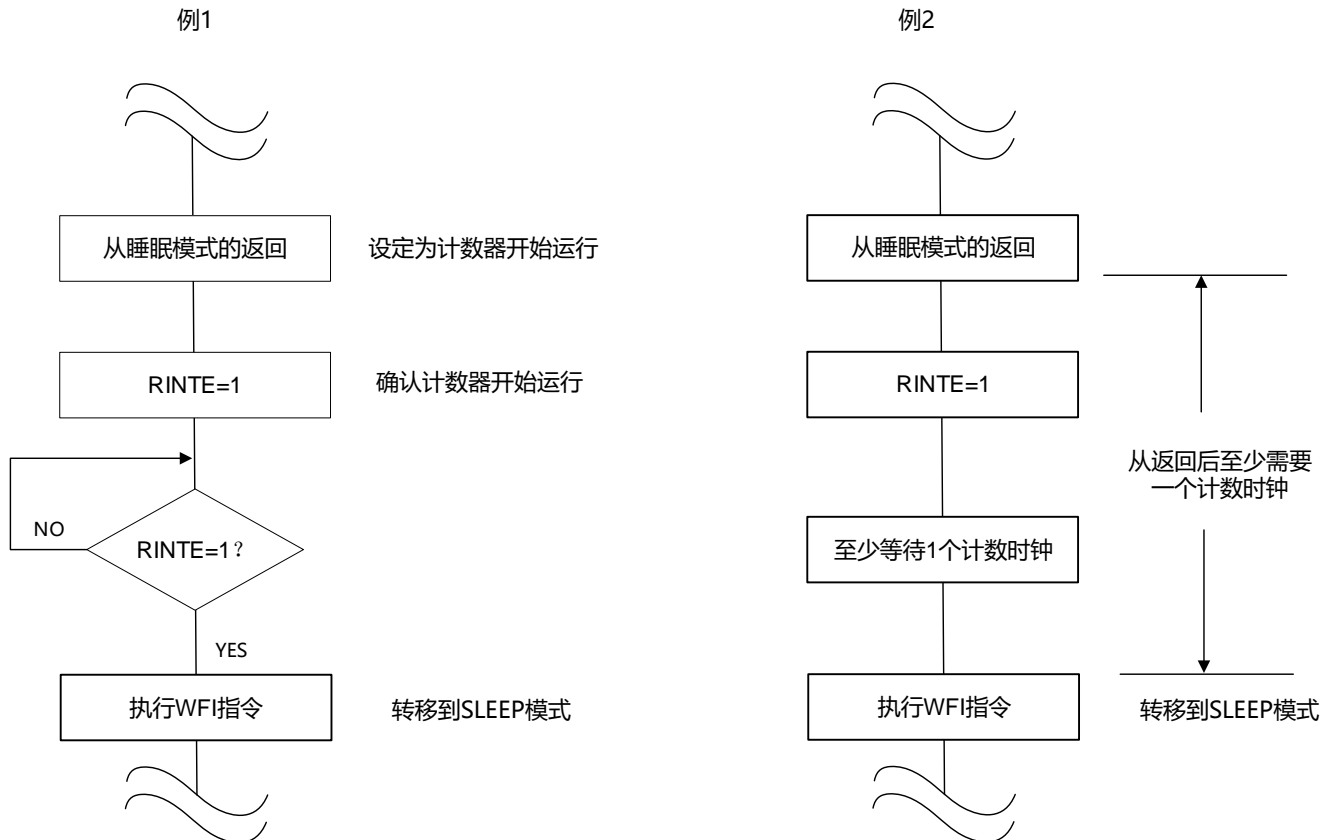 例1
从睡眠模式的返回
设定为计数器开始运行
RINTE=1
确认计数器开始运行
NO
RINTE=1？
YES
执行WFI指令
转移到SLEEP模式
例2
从睡眠模式的返回
RINTE=1
从返回后至少需要
一个计数时钟
至少等待1个计数时钟
执行WFI指令
转移到SLEEP模式